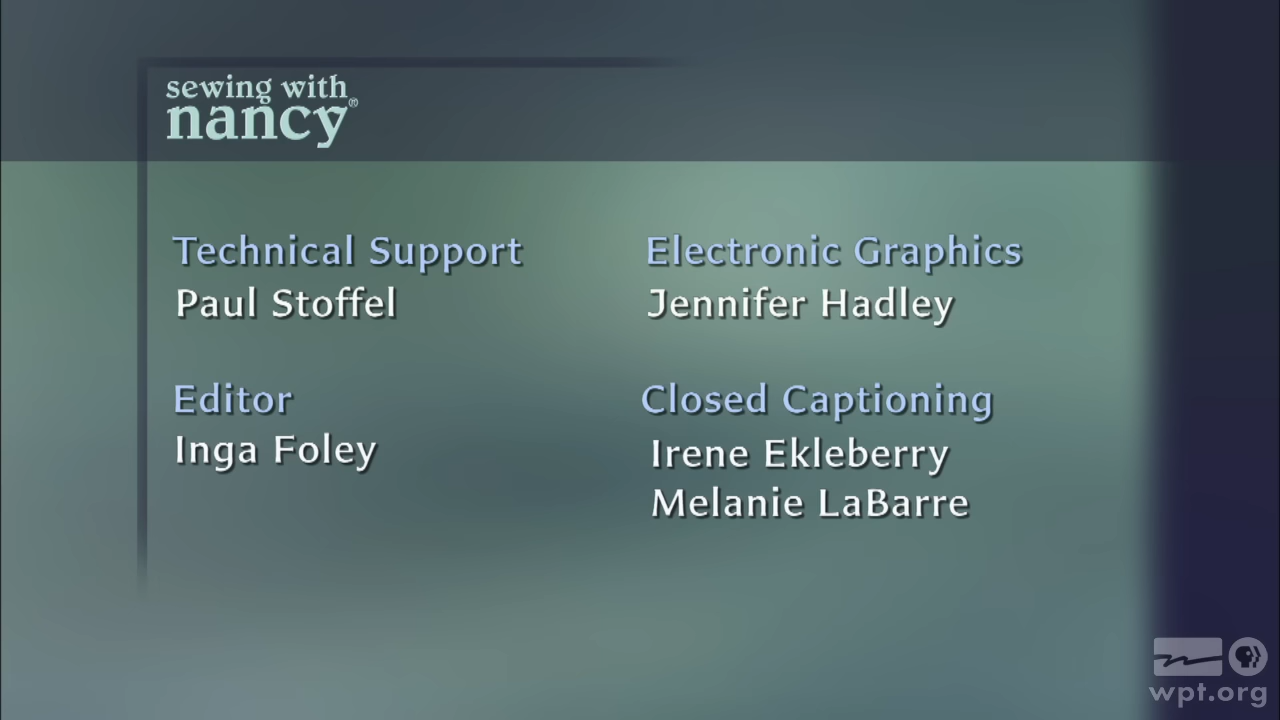 sewing with
nancy®
Technical Support
Paul Stoffel
Electronic Graphics
Jennifer Hadley
Editor
Inga Foley
Closed Captioning
Irene Ekleberry
Melanie LaBarre
wpt.org